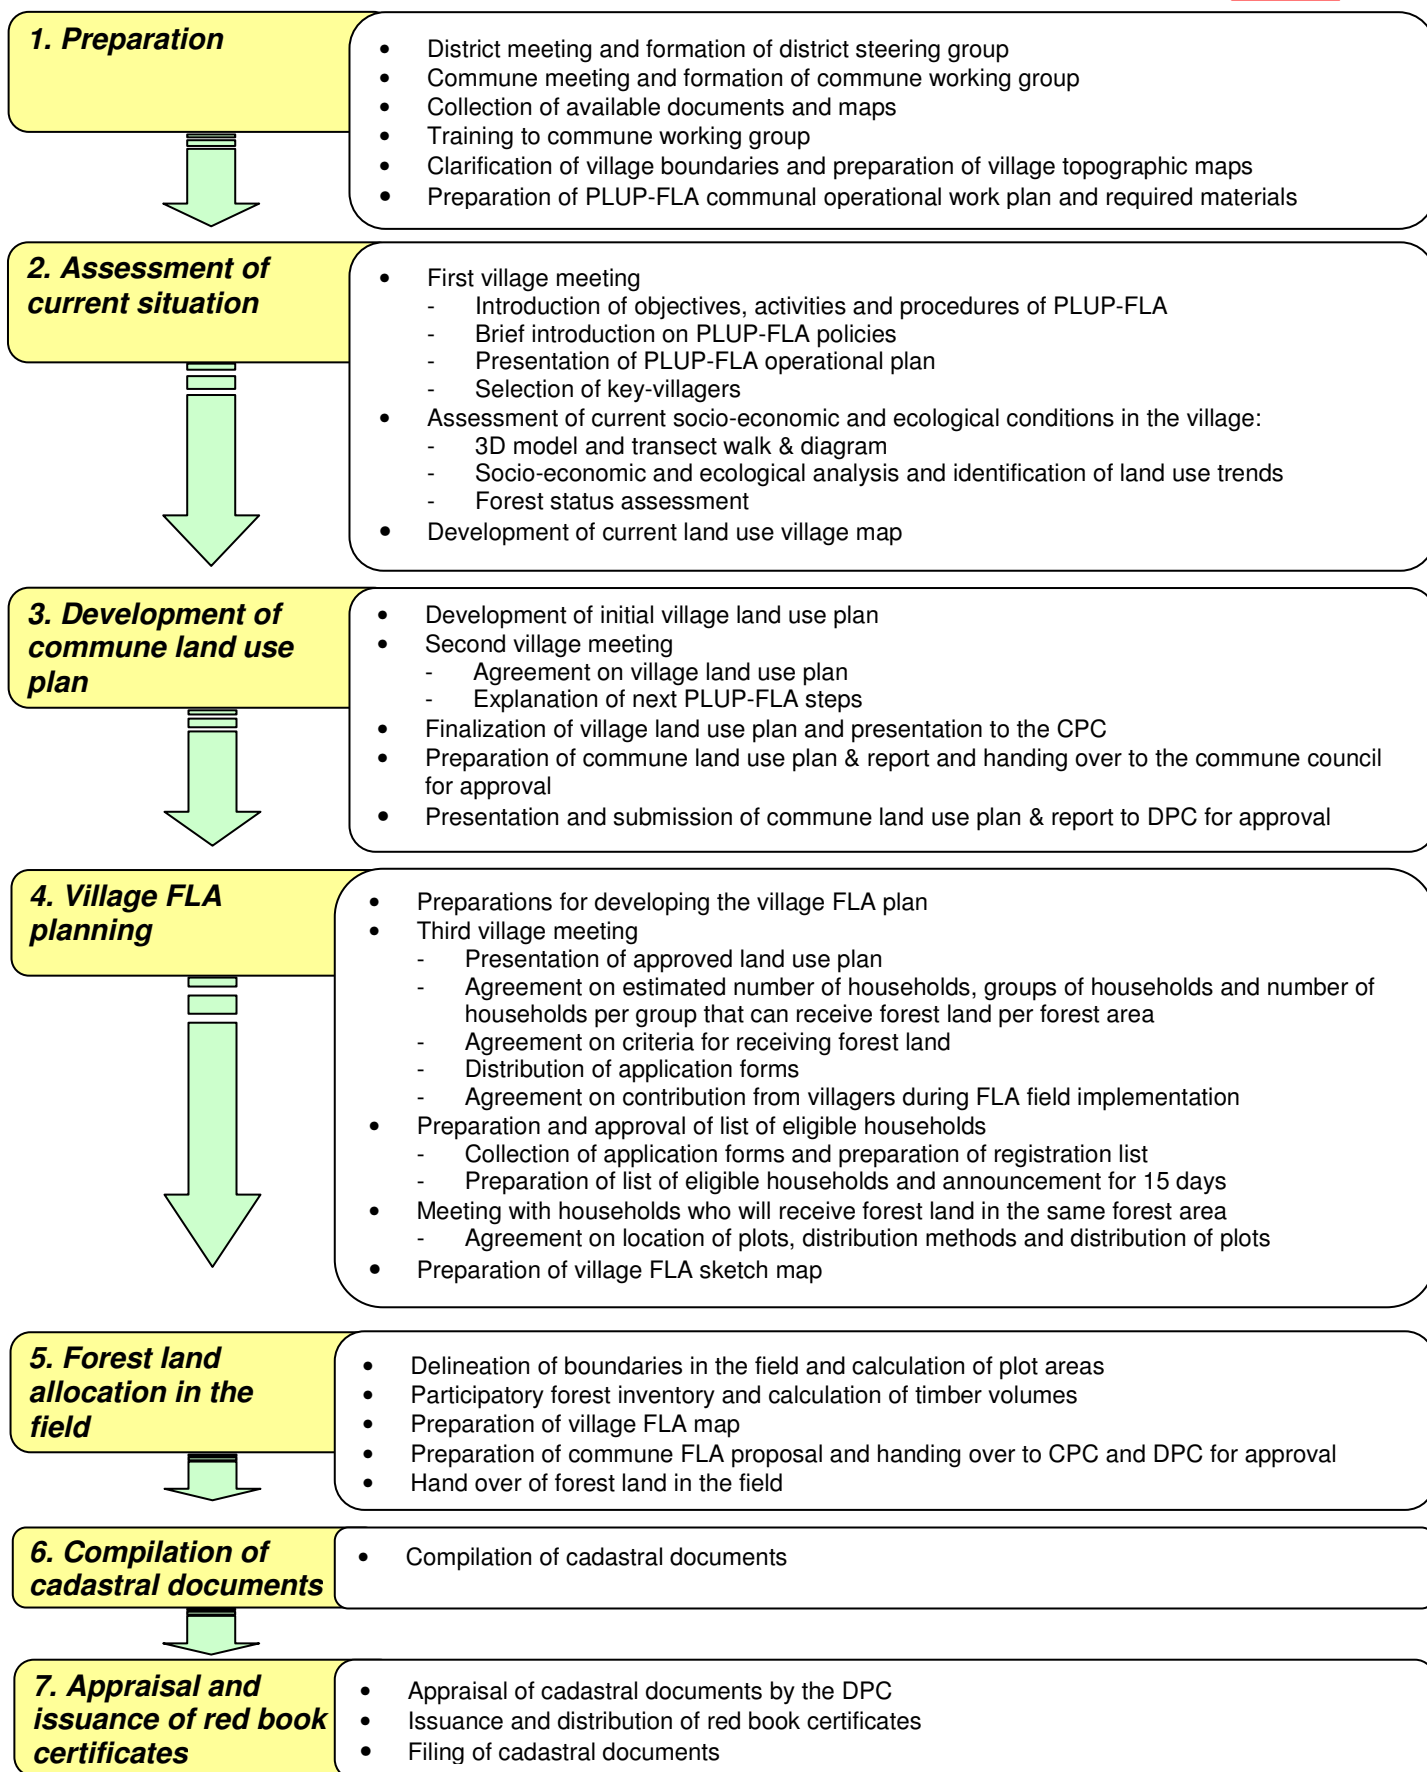 1. Preparation
• District meeting and formation of district steering group
• Commune meeting and formation of commune working group
• Collection of available documents and maps
• Training to commune working group
• Clarification of village boundaries and preparation of village topographic maps
• Preparation of PLUP-FLA communal operational work plan and required materials
2. Assessment of
current situation
• First village meeting
- Introduction of objectives, activities and procedures of PLUP-FLA
- Brief introduction on PLUP-FLA policies
- Presentation of PLUP-FLA operational plan
- Selection of key-villagers
• Assessment of current socio-economic and ecological conditions in the village:
- 3D model and transect walk & diagram
- Socio-economic and ecological analysis and identification of land use trends
- Forest status assessment
• Development of current land use village map
3. Development of
commune land use
plan
• Development of initial village land use plan
• Second village meeting
- Agreement on village land use plan
- Explanation of next PLUP-FLA steps
• Finalization of village land use plan and presentation to the CPC
• Preparation of commune land use plan & report and handing over to the commune council
for approval
• Presentation and submission of commune land use plan & report to DPC for approval
4. Village FLA
planning
• Preparations for developing the village FLA plan
• Third village meeting
- Presentation of approved land use plan
- Agreement on estimated number of households, groups of households and number of
households per group that can receive forest land per forest area
- Agreement on criteria for receiving forest land
- Distribution of application forms
- Agreement on contribution from villagers during FLA field implementation
• Preparation and approval of list of eligible households
- Collection of application forms and preparation of registration list
- Preparation of list of eligible households and announcement for 15 days
• Meeting with households who will receive forest land in the same forest area
- Agreement on location of plots, distribution methods and distribution of plots
• Preparation of village FLA sketch map
5. Forest land
allocation in the
field
• Delineation of boundaries in the field and calculation of plot areas
• Participatory forest inventory and calculation of timber volumes
• Preparation of village FLA map
• Preparation of commune FLA proposal and handing over to CPC and DPC for approval
• Hand over of forest land in the field
6. Compilation of
cadastral documents
• Compilation of cadastral documents
7. Appraisal and
issuance of red book
certificates
• Appraisal of cadastral documents by the DPC
• Issuance and distribution of red book certificates
• Filing of cadastral documents